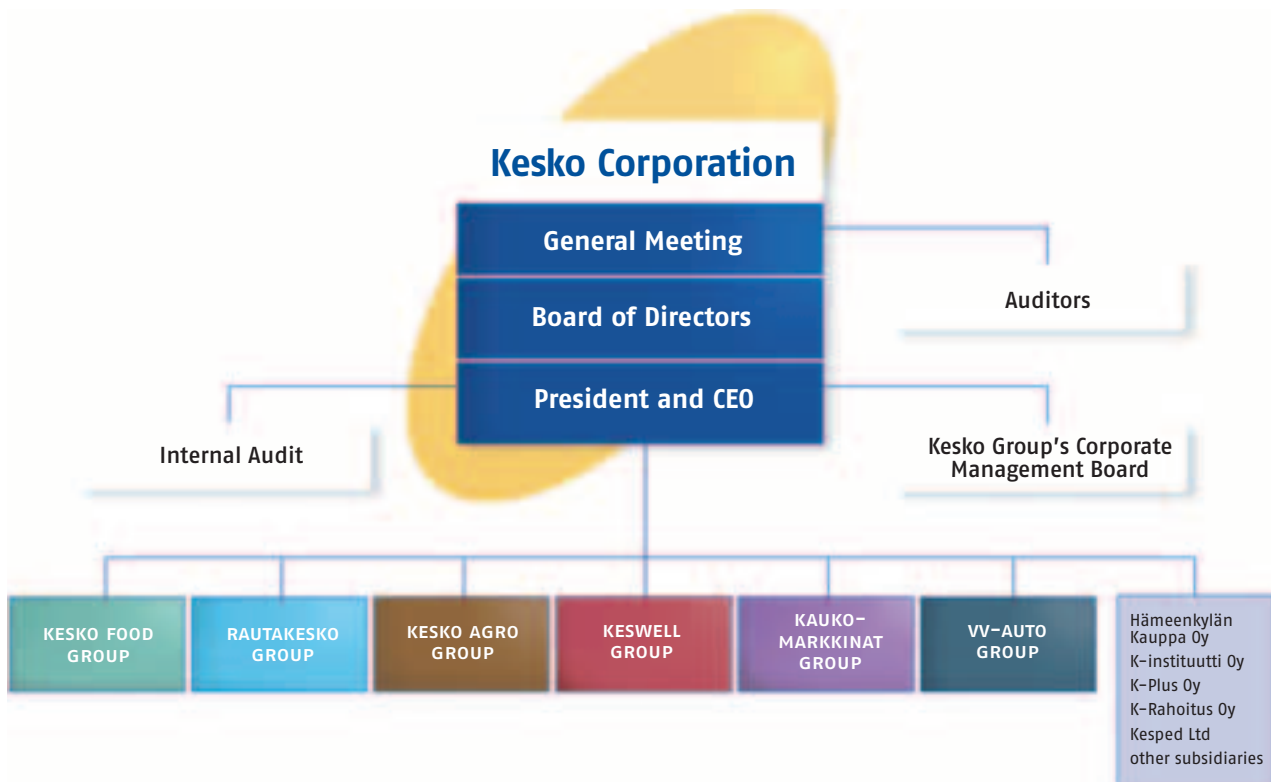 Kesko Corporation
General Meeting
Auditors
Board of Directors
President and CEO
Internal Audit
Kesko Group's Corporate
Management Board
KESKO FOOD
GROUP
RAUTAKESKO
GROUP
KESKO AGRO
GROUP
KESWELL
GROUP
KAUKO-
MARKKINAT
GROUP
VV-AUTO
GROUP
Hämeenkylän
Kauppa Oy
K-instituutti Oy
K-Plus Oy
K-Rahoitus Oy
Kesped Ltd
other subsidiaries